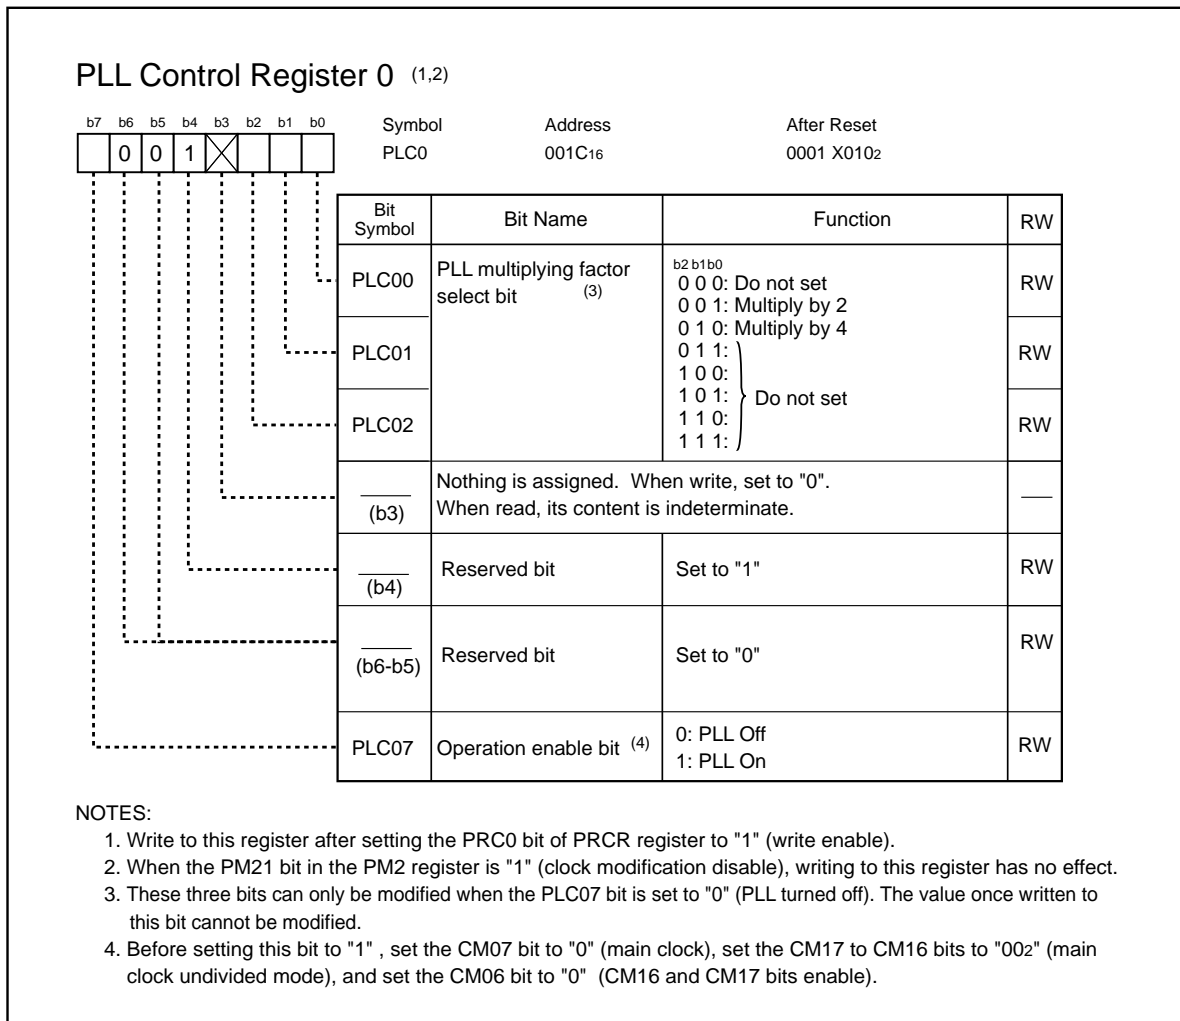 PLL Control Register 0 (1,2)
b7 b6 b5 b4 b3 b2 b1 b0
Symbol Address After Reset
0 0 1
PLC0 001C16 0001 X0102
Bit Symbol Bit Name Function RW
PLC00 PLL multiplying factor select bit (3) RW
b2 b1 b0
0 0 0: Do not set
0 0 1: Multiply by 2
0 1 0: Multiply by 4
PLC01 RW
0 1 1:
1 0 0:
1 0 1:
Do not set
1 1 0:
1 1 1:
PLC02 RW
Nothing is assigned. When write, set to "0".
When read, its content is indeterminate.
(b3)
Reserved bit Set to "1" RW
(b4)
Reserved bit Set to "0" RW
(b6-b5)
PLC07 Operation enable bit (4) RW
0: PLL Off
1: PLL On
NOTES:
1. Write to this register after setting the PRC0 bit of PRCR register to "1" (write enable).
2. When the PM21 bit in the PM2 register is "1" (clock modification disable), writing to this register has no effect.
3. These three bits can only be modified when the PLC07 bit is set to "0" (PLL turned off). The value once written to
this bit cannot be modified.
4. Before setting this bit to "1" , set the CM07 bit to "0" (main clock), set the CM17 to CM16 bits to "002" (main
clock undivided mode), and set the CM06 bit to "0" (CM16 and CM17 bits enable).